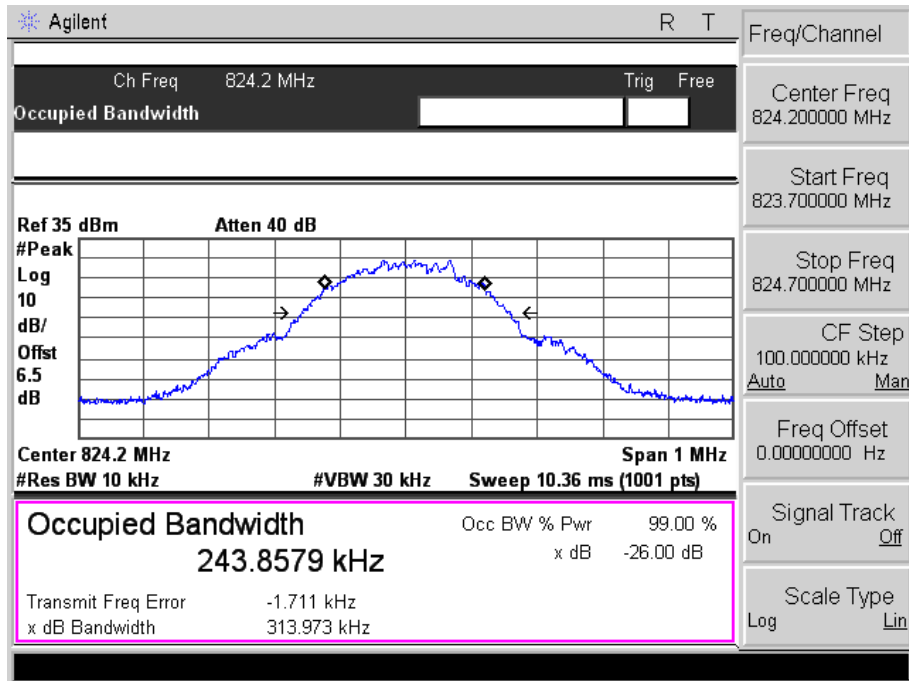 Agilent R T
Ch Freq 824.2 MHz Trig Free
Occupied Bandwidth
Ref 35 dBm Atten 40 dB
#Peak
Log
10
dB/
Offst
6.5
dB
Center 824.2 MHz Span 1 MHz
#Res BW 10 kHz #VBW 30 kHz Sweep 10.36 ms (1001 pts)
Occupied Bandwidth
243.8579 kHz
Occ BW % Pwr 99.00 %
x dB -26.00 dB
Transmit Freq Error -1.711 kHz
x dB Bandwidth 313.973 kHz
Freq/Channel
Center Freq
824.200000 MHz
Start Freq
823.700000 MHz
Stop Freq
824.700000 MHz
CF Step
100.000000 kHz
Auto Man
Freq Offset
0.00000000 Hz
Signal Track
On Off
Scale Type
Log Lin